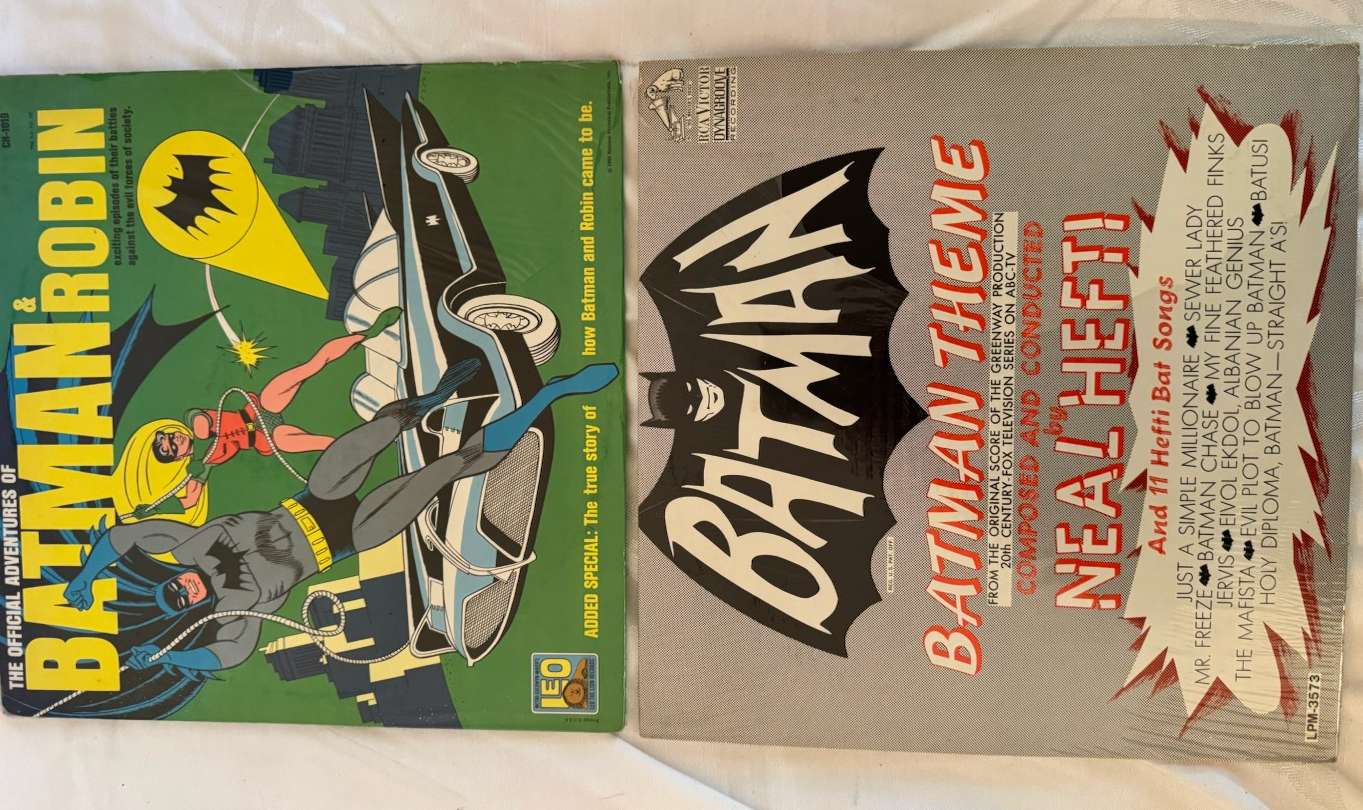 THE OFFICIAL ADVENTURES OF
BATMAN & ROBIN
CH-1019
exciting episodes of their battles
against the evil forces of society.
ADDED SPECIAL: The true story of how Batman and Robin came to be.
LEO
RCA VICTOR
DYNAGROOVE
RECORDING
BATMAN
BATMAN THEME
FROM THE ORIGINAL SCORE OF THE GREENWAY PRODUCTION
20th CENTURY-FOX TELEVISION SERIES ON ABC-TV
COMPOSED AND CONDUCTED
by
NEAL HEFTI
And 11 Hefti Bat Songs
JUST A SIMPLE MILLIONAIRE SEWER LADY
MR. FREEZE BATMAN CHASE MY FINE FEATHERED FINKS
JERVIS EIVOL EKDOL, ALBANIAN GENIUS
THE MAFISTA EVIL PLOT TO BLOW UP BATMAN BATUSI
HOLY DIPLOMA, BATMAN—STRAIGHT A'S!
LPM-3573